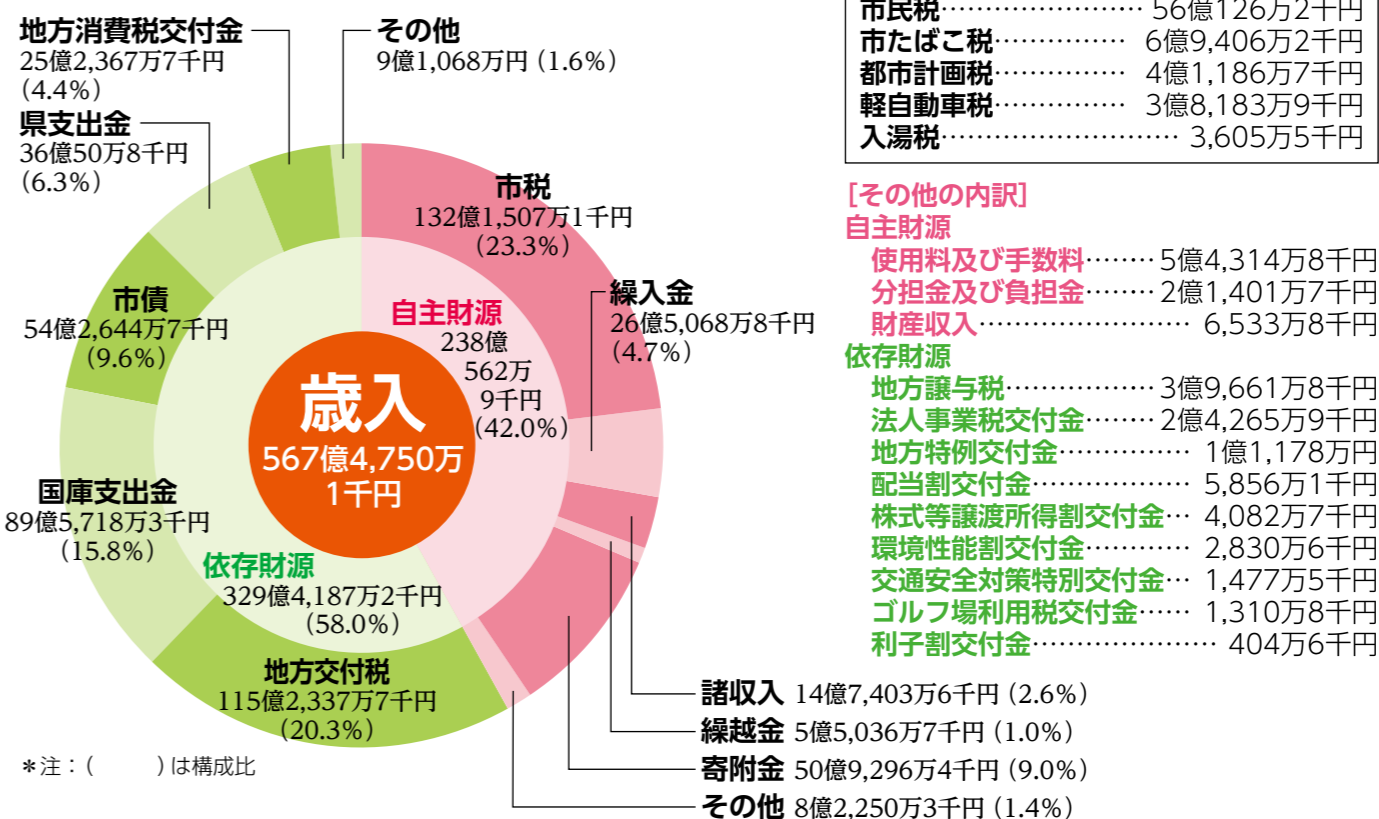 地方消費税交付金
25億2,367万7千円
(4.4%)
その他
9億1,068万円 (1.6%)
県支出金
36億50万8千円
(6.3%)
市税
132億1,507万1千円
(23.3%)
繰入金
26億5,068万8千円
(4.7%)
市債
54億2,644万7千円
(9.6%)
自主財源
238億
562万
9千円
(42.0%)
歳入
567億4,750万
1千円
国庫支出金
89億5,718万3千円
(15.8%)
依存財源
329億4,187万2千円
(58.0%)
地方交付税
115億2,337万7千円
(20.3%)
諸収入 14億7,403万6千円 (2.6%)
繰越金 5億5,036万7千円 (1.0%)
寄附金 50億9,296万4千円 (9.0%)
その他 8億2,250万3千円 (1.4%)
*注：(　　)は構成比
市民税…………………… 56億126万2千円
市たばこ税…………… 6億9,406万2千円
都市計画税…………… 4億1,186万7千円
軽自動車税…………… 3億8,183万9千円
入湯税……………………… 3,605万5千円
[その他の内訳]
自主財源
使用料及び手数料……… 5億4,314万8千円
分担金及び負担金……… 2億1,401万7千円
財産収入…………………… 6,533万8千円
依存財源
地方譲与税……………… 3億9,661万8千円
法人事業税交付金……… 2億4,265万9千円
地方特例交付金…………… 1億1,178万円
配当割交付金……………… 5,856万1千円
株式等譲渡所得割交付金… 4,082万7千円
環境性能割交付金………… 2,830万6千円
交通安全対策特別交付金… 1,477万5千円
ゴルフ場利用税交付金…… 1,310万8千円
利子割交付金………………… 404万6千円